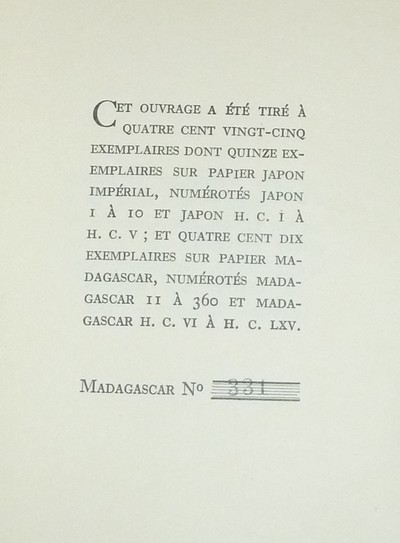 CET OUVRAGE A ÉTÉ TIRÉ À
QUATRE CENT VINGT-CINQ
EXEMPLAIRES DONT QUINZE EX-
EMPLAIRES SUR PAPIER JAPON
IMPÉRIAL, NUMÉROTÉS JAPON
1 À 10 ET JAPON H. C. I À
H. C. V ; ET QUATRE CENT DIX
EXEMPLAIRES SUR PAPIER MA-
DAGASCAR, NUMÉROTÉS MADA-
GASCAR 11 À 360 ET MADA-
GASCAR H. C. VI À H. C. LXV.
MADAGASCAR Nº 331